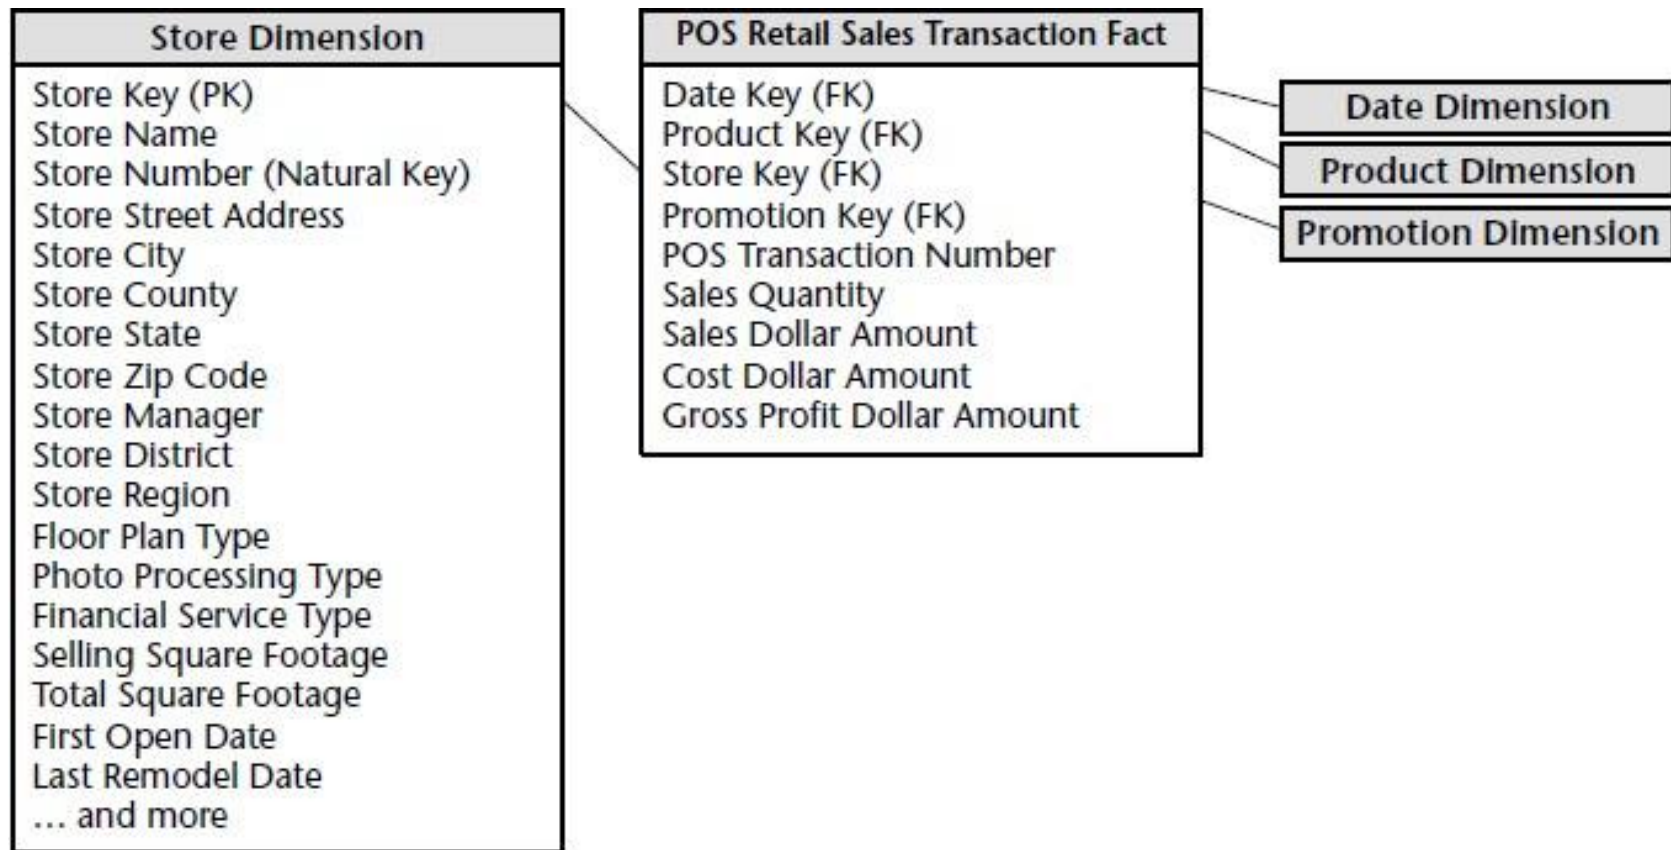 Store Dimension
Store Key (PK)
Store Name
Store Number (Natural Key)
Store Street Address
Store City
Store County
Store State
Store Zip Code
Store Manager
Store District
Store Region
Floor Plan Type
Photo Processing Type
Financial Service Type
Selling Square Footage
Total Square Footage
First Open Date
Last Remodel Date
... and more
POS Retail Sales Transaction Fact
Date Key (FK)
Product Key (FK)
Store Key (FK)
Promotion Key (FK)
POS Transaction Number
Sales Quantity
Sales Dollar Amount
Cost Dollar Amount
Gross Profit Dollar Amount
Date Dimension
Product Dimension
Promotion Dimension